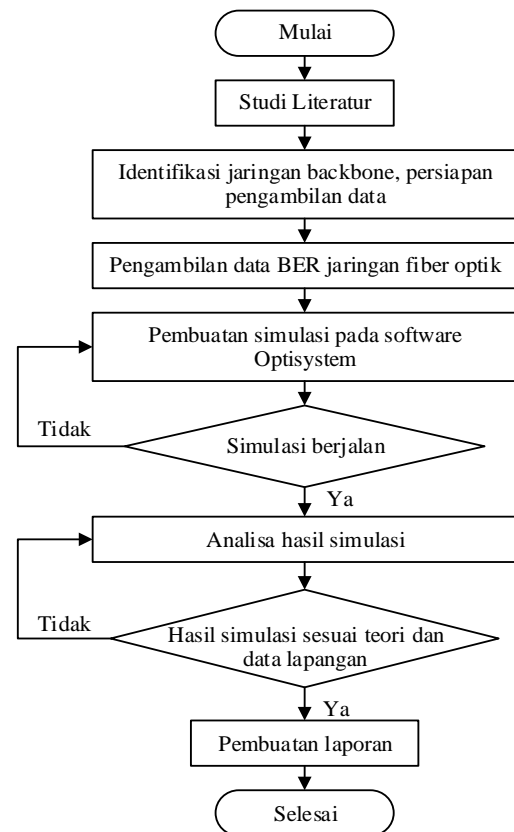 Mulai
Studi Literatur
Identifikasi jaringan backbone, persiapan
pengambilan data
Pengambilan data BER jaringan fiber optik
Pembuatan simulasi pada software
Optisystem
Tidak
Simulasi berjalan
Ya
Analisa hasil simulasi
Tidak
Hasil simulasi sesuai teori dan
data lapangan
Ya
Pembuatan laporan
Selesai